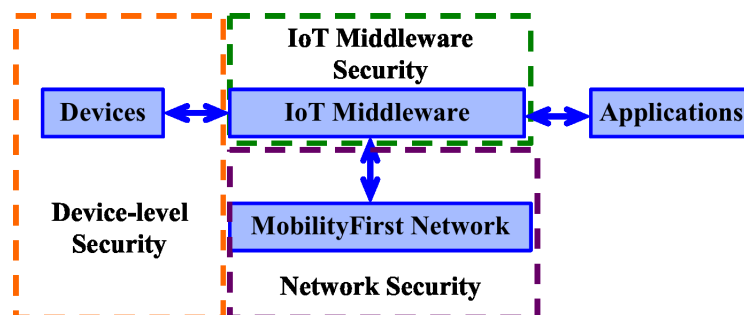 IoT Middleware
Security
Devices
IoT Middleware
Applications
Device-level
Security
MobilityFirst Network
Network Security